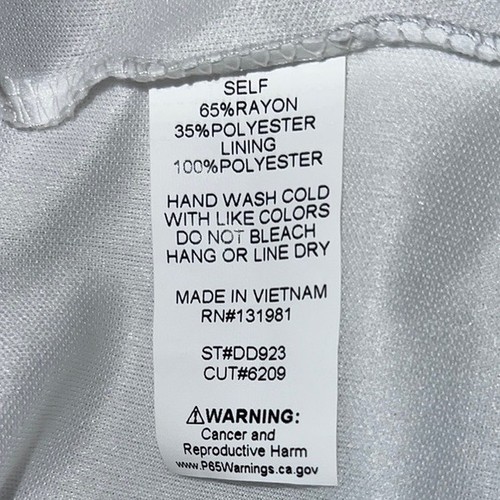 SELF
65%RAYON
35%POLYESTER
LINING
100%POLYESTER
HAND WASH COLD
WITH LIKE COLORS
DO NOT BLEACH
HANG OR LINE DRY
MADE IN VIETNAM
RN#131981
ST#DD923
CUT#6209
⚠WARNING:
Cancer and
Reproductive Harm
www.P65Warnings.ca.gov